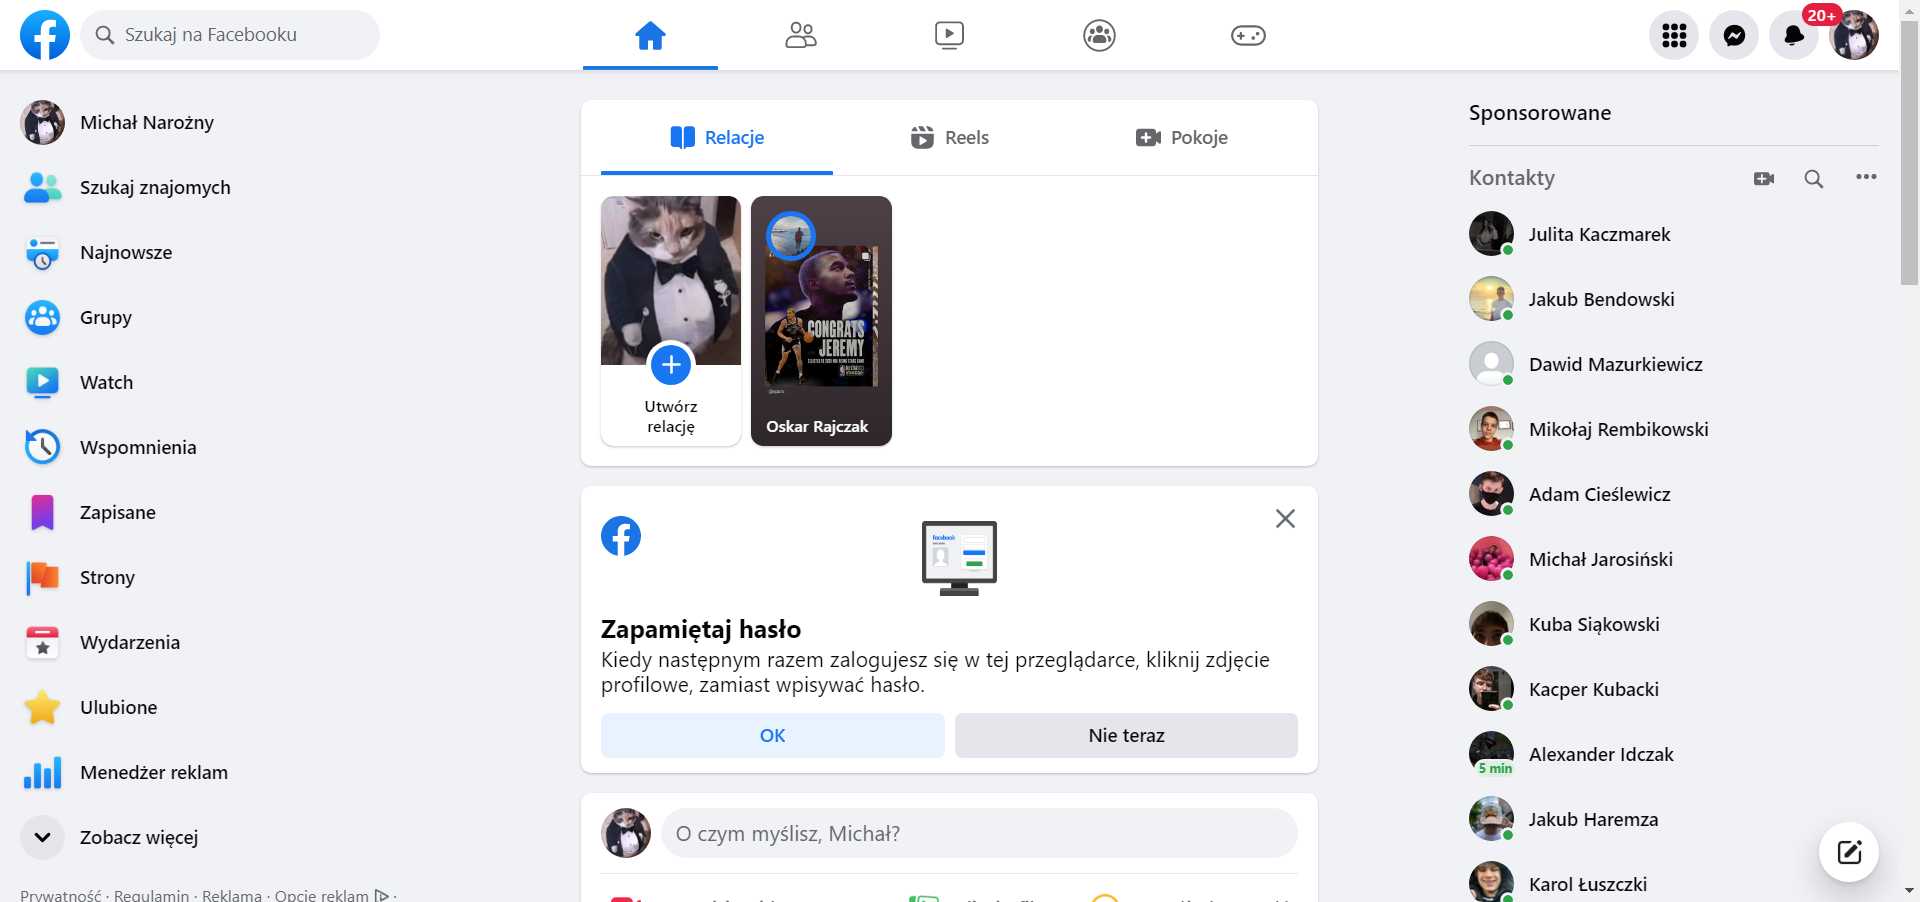 Szukaj na Facebooku
20+
Michał Narożny
Szukaj znajomych
Najnowsze
Grupy
Watch
Wspomnienia
Zapisane
Strony
Wydarzenia
Ulubione
Menedżer reklam
Zobacz więcej
Prywatność · Regulamin · Reklama · Opcje reklam ·
Relacje
Reels
Pokoje
Utwórz
relację
CONGRATS
JEREMY
Oskar Rajczak
facebook
Zapamiętaj hasło
Kiedy następnym razem zalogujesz się w tej przeglądarce, kliknij zdjęcie
profilowe, zamiast wpisywać hasło.
OK
Nie teraz
O czym myślisz, Michał?
Sponsorowane
Kontakty
Julita Kaczmarek
Jakub Bendowski
Dawid Mazurkiewicz
Mikołaj Rembikowski
Adam Cieślewicz
Michał Jarosiński
Kuba Siąkowski
Kacper Kubacki
Alexander Idczak
5 min
Jakub Haremza
Karol Łuszczki